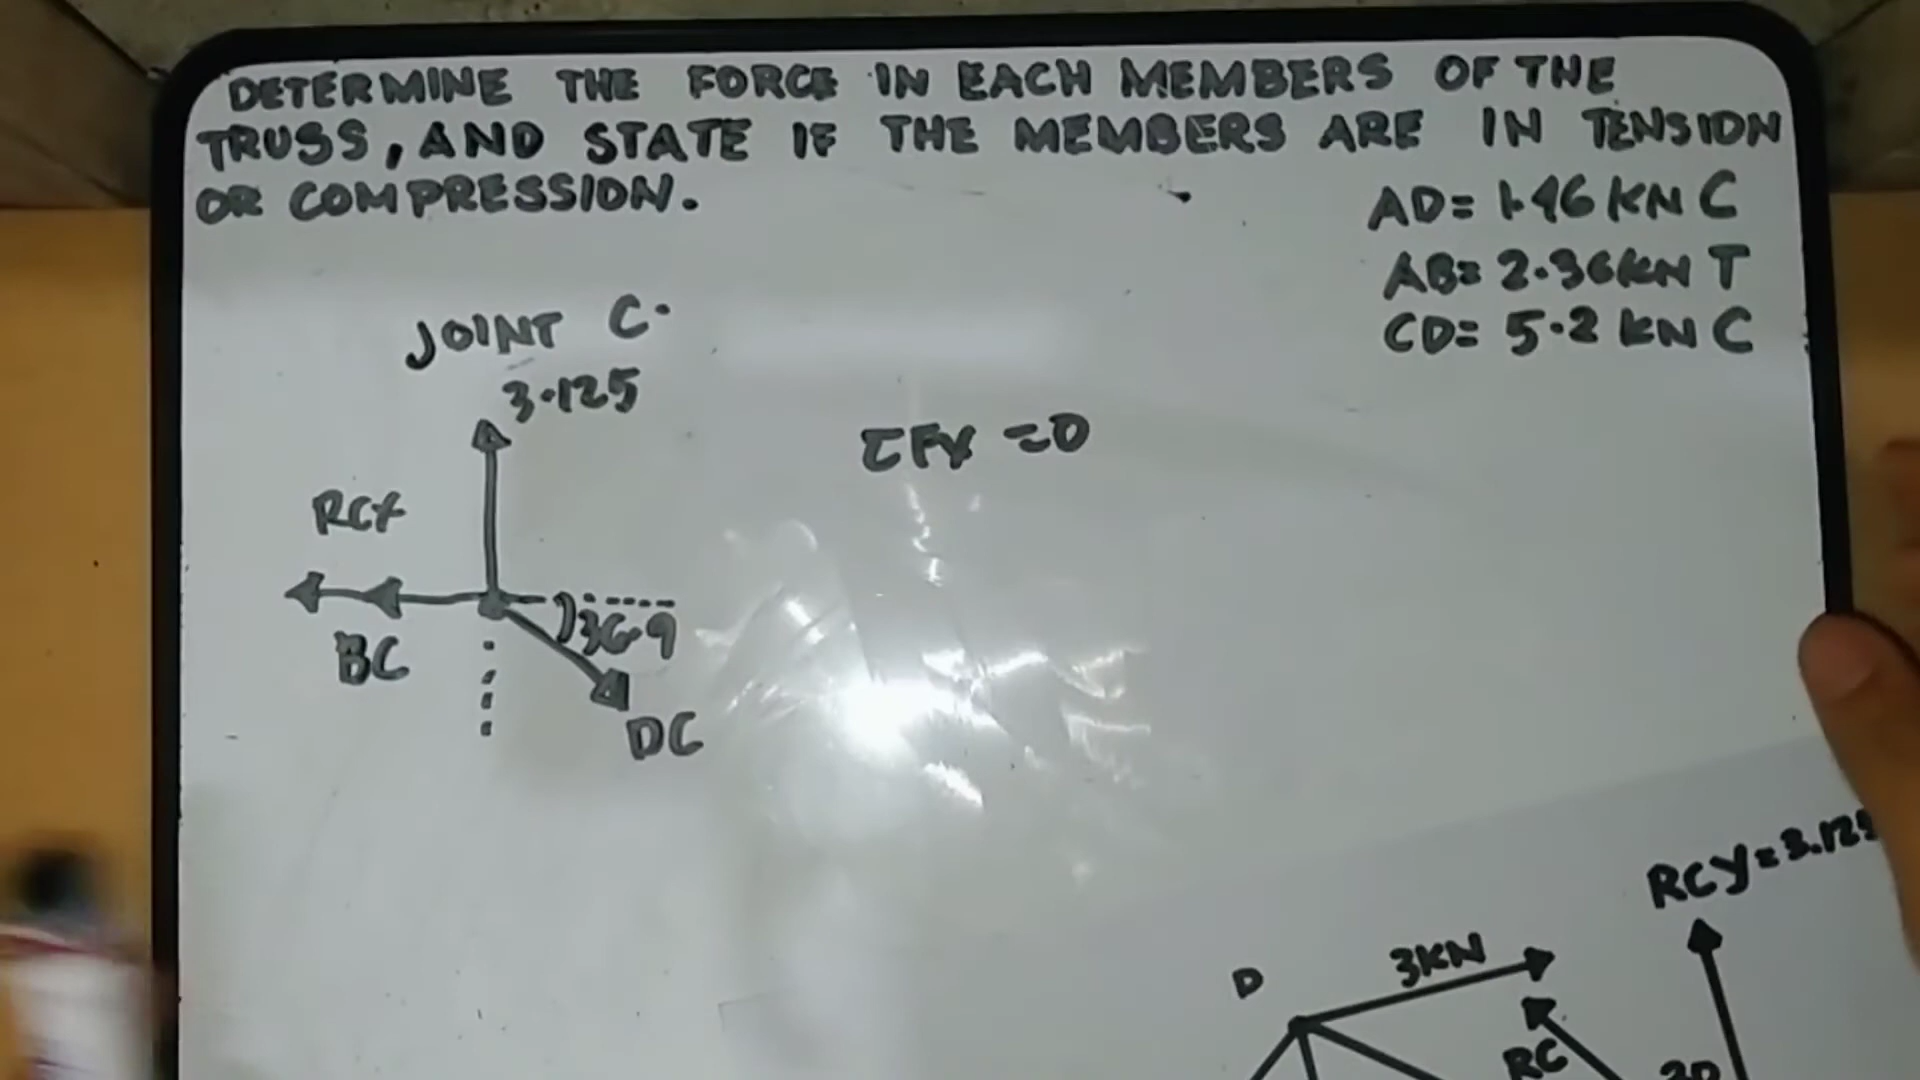 DETERMINE THE FORCE IN EACH MEMBERS OF THE
TRUSS, AND STATE IF THE MEMBERS ARE IN TENSION
OR COMPRESSION.
AD= 1.46 KN C
AB= 2.36 KN T
CD= 5.2 KN C
JOINT C.
3.125
ΣFX =0
RCX
36.9
BC
DC
RCY=3.125
D
3KN
RC